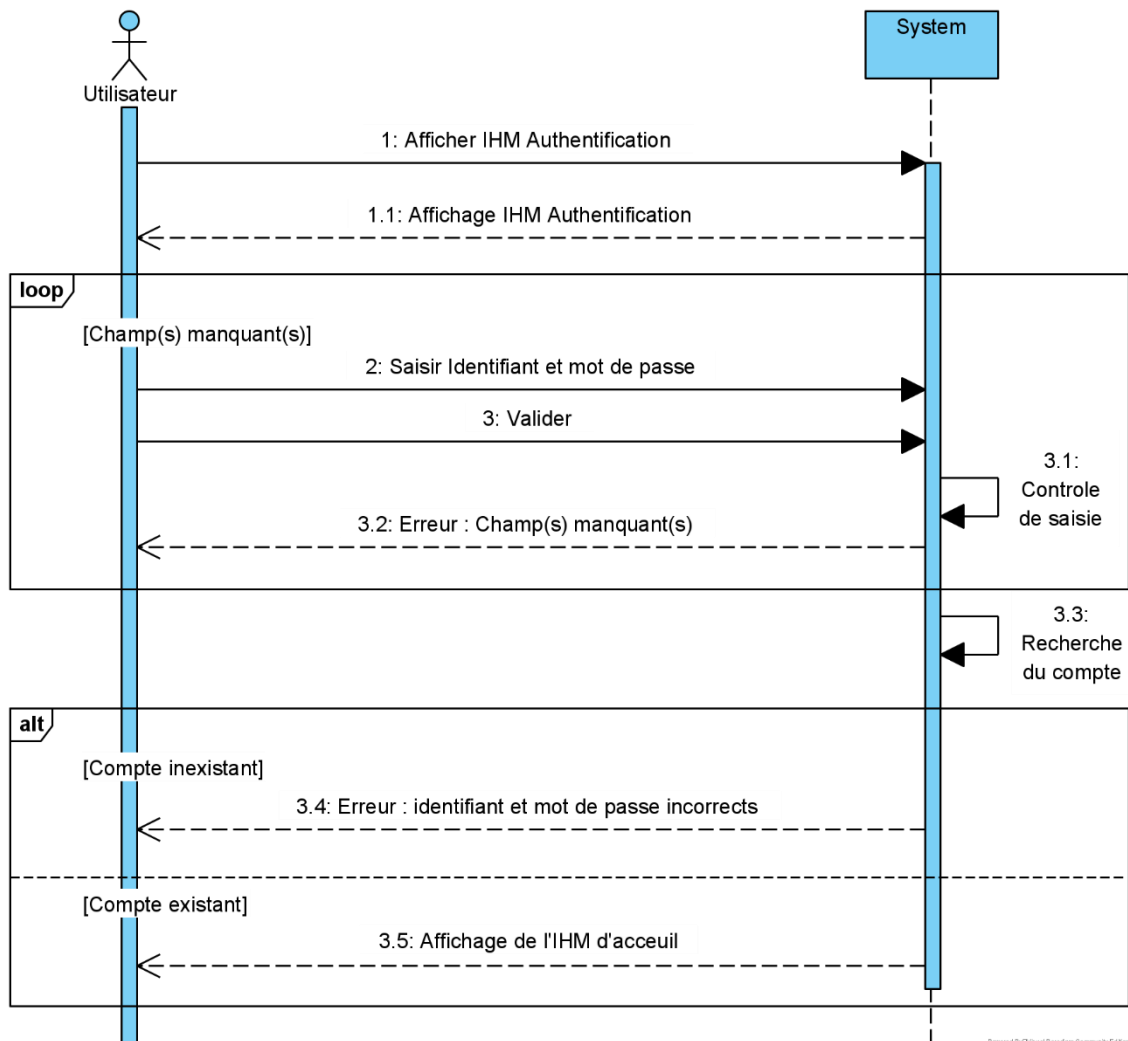 System
Utilisateur
1: Afficher IHM Authentification
1.1: Affichage IHM Authentification
loop
[Champ(s) manquant(s)]
2: Saisir Identifiant et mot de passe
3: Valider
3.1:
Controle
de saisie
3.2: Erreur : Champ(s) manquant(s)
3.3:
Recherche
du compte
alt
[Compte inexistant]
3.4: Erreur : identifiant et mot de passe incorrects
[Compte existant]
3.5: Affichage de l'IHM d'acceuil